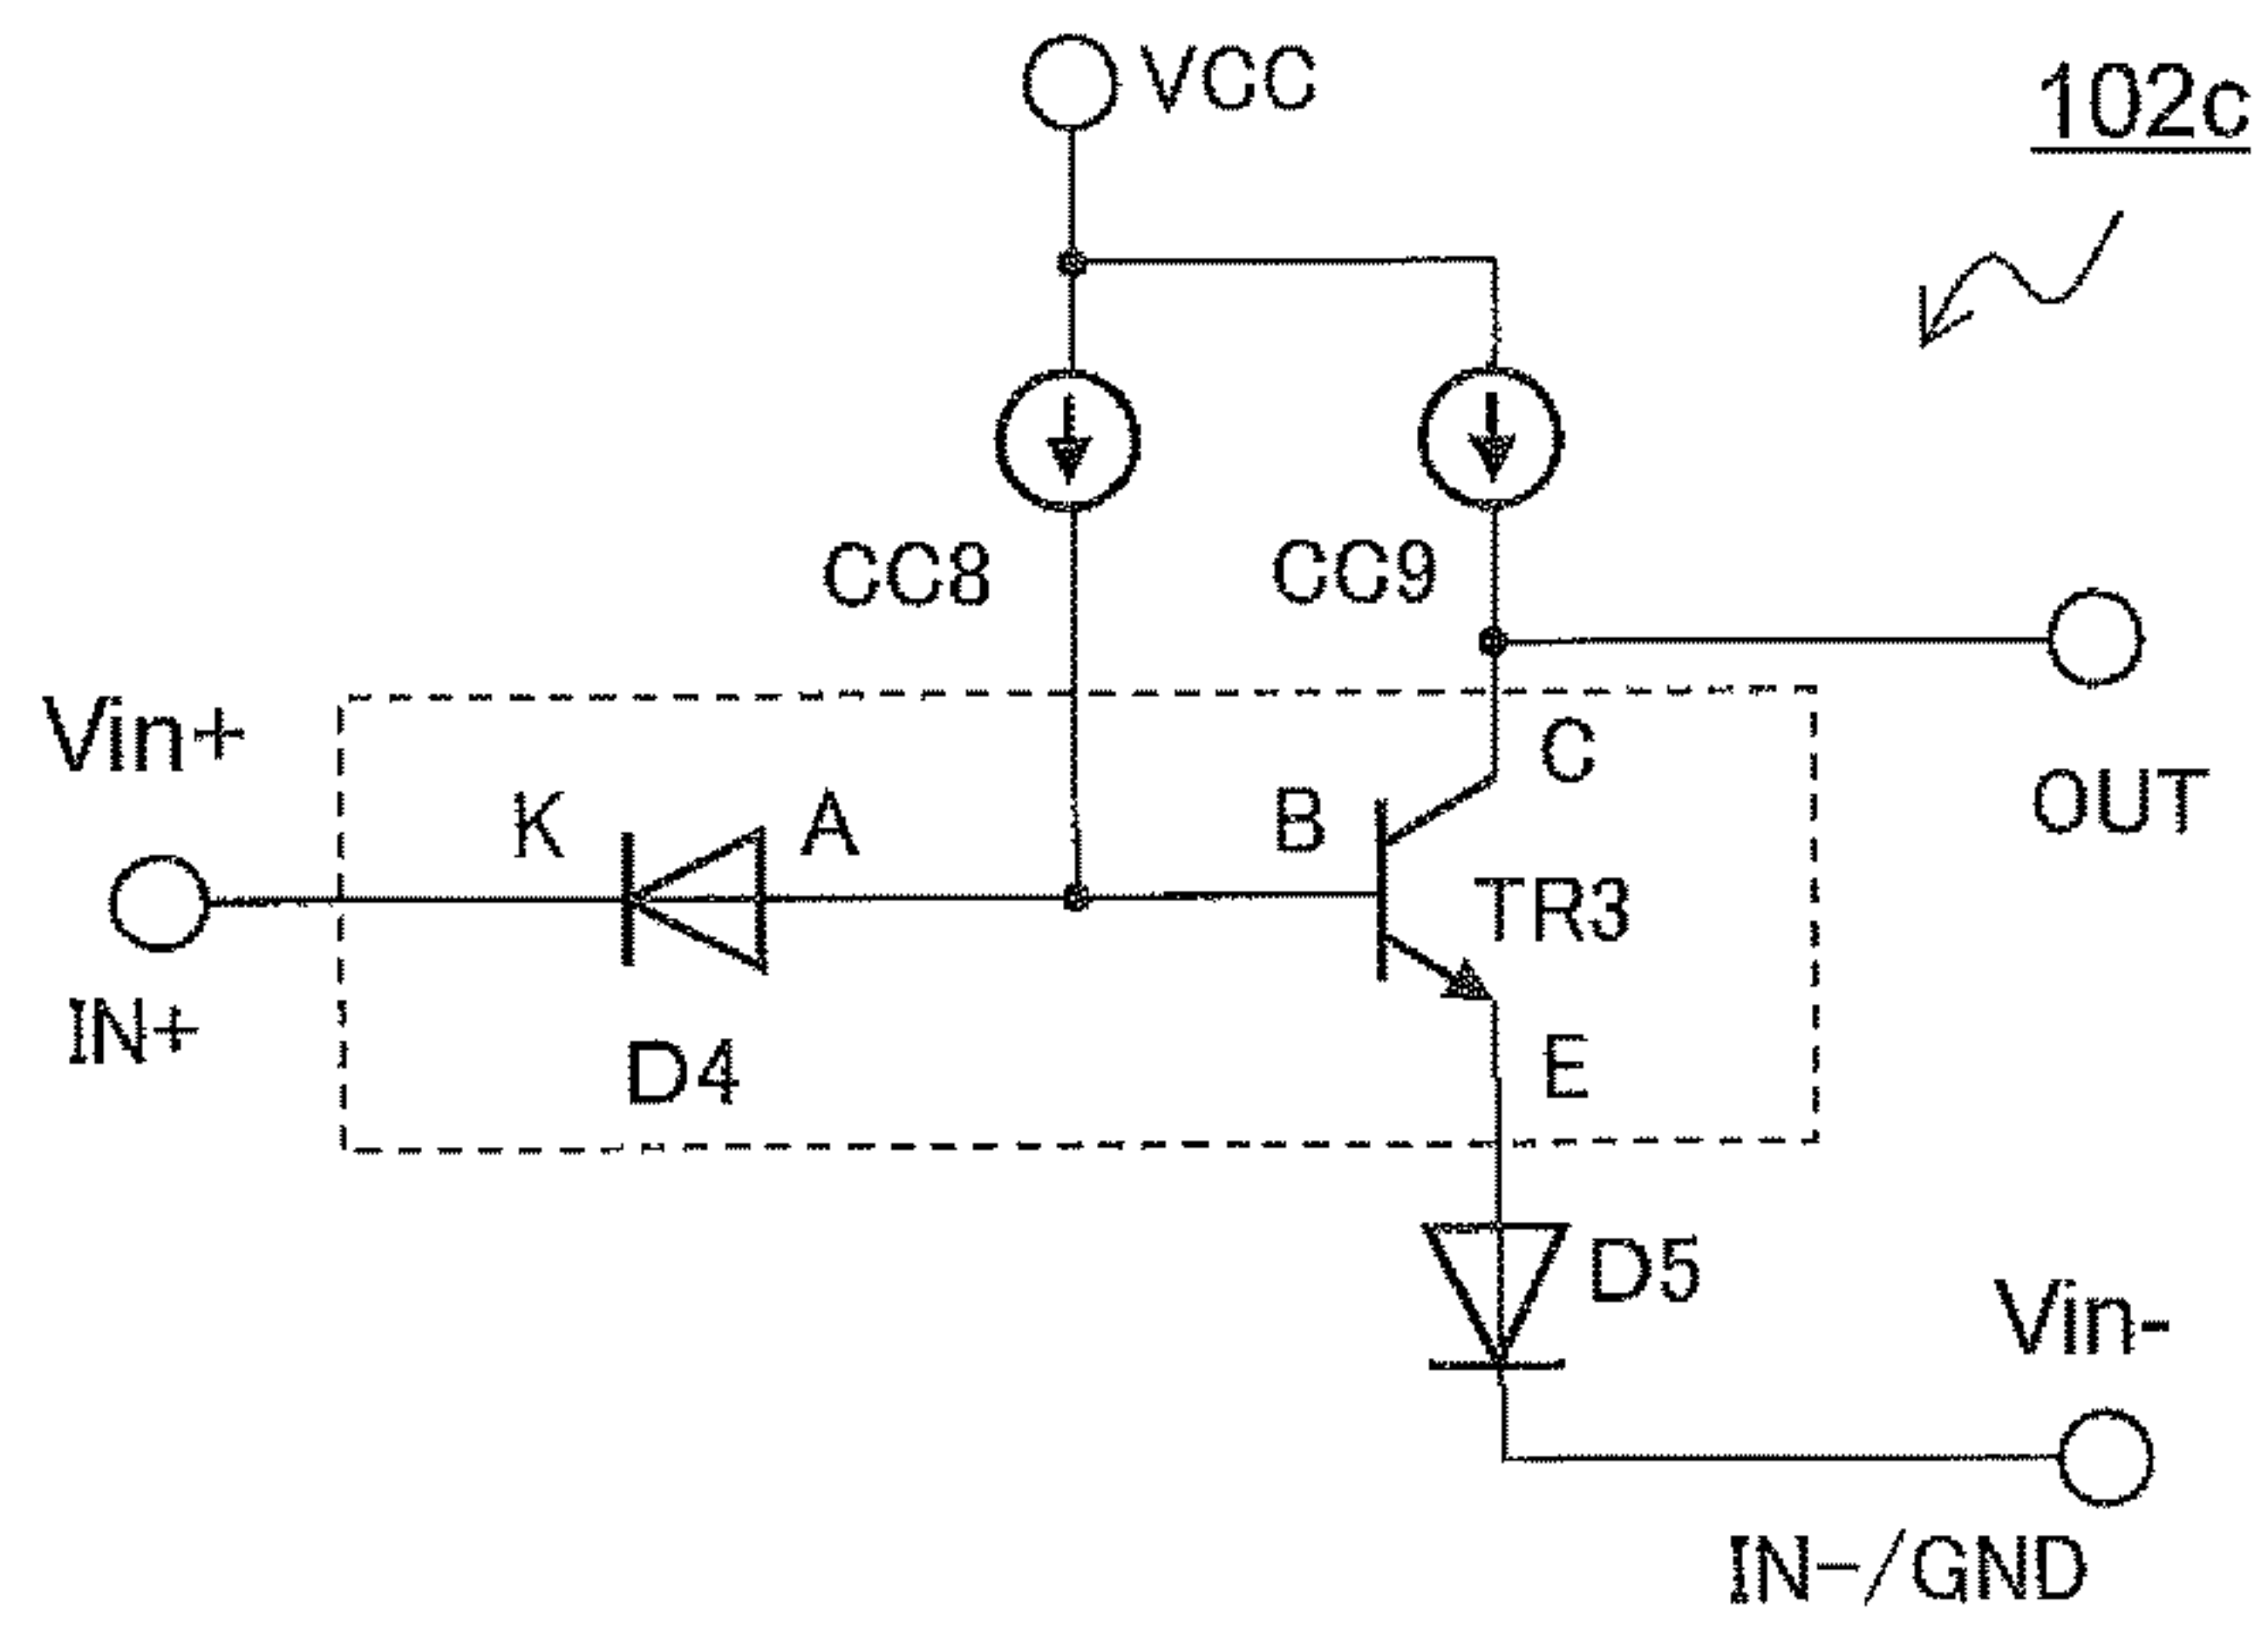 VCC
102c
CC8
CC9
Vin+
C
K
A
B
OUT
TR3
IN+
D4
E
D5
Vin-
IN-/GND